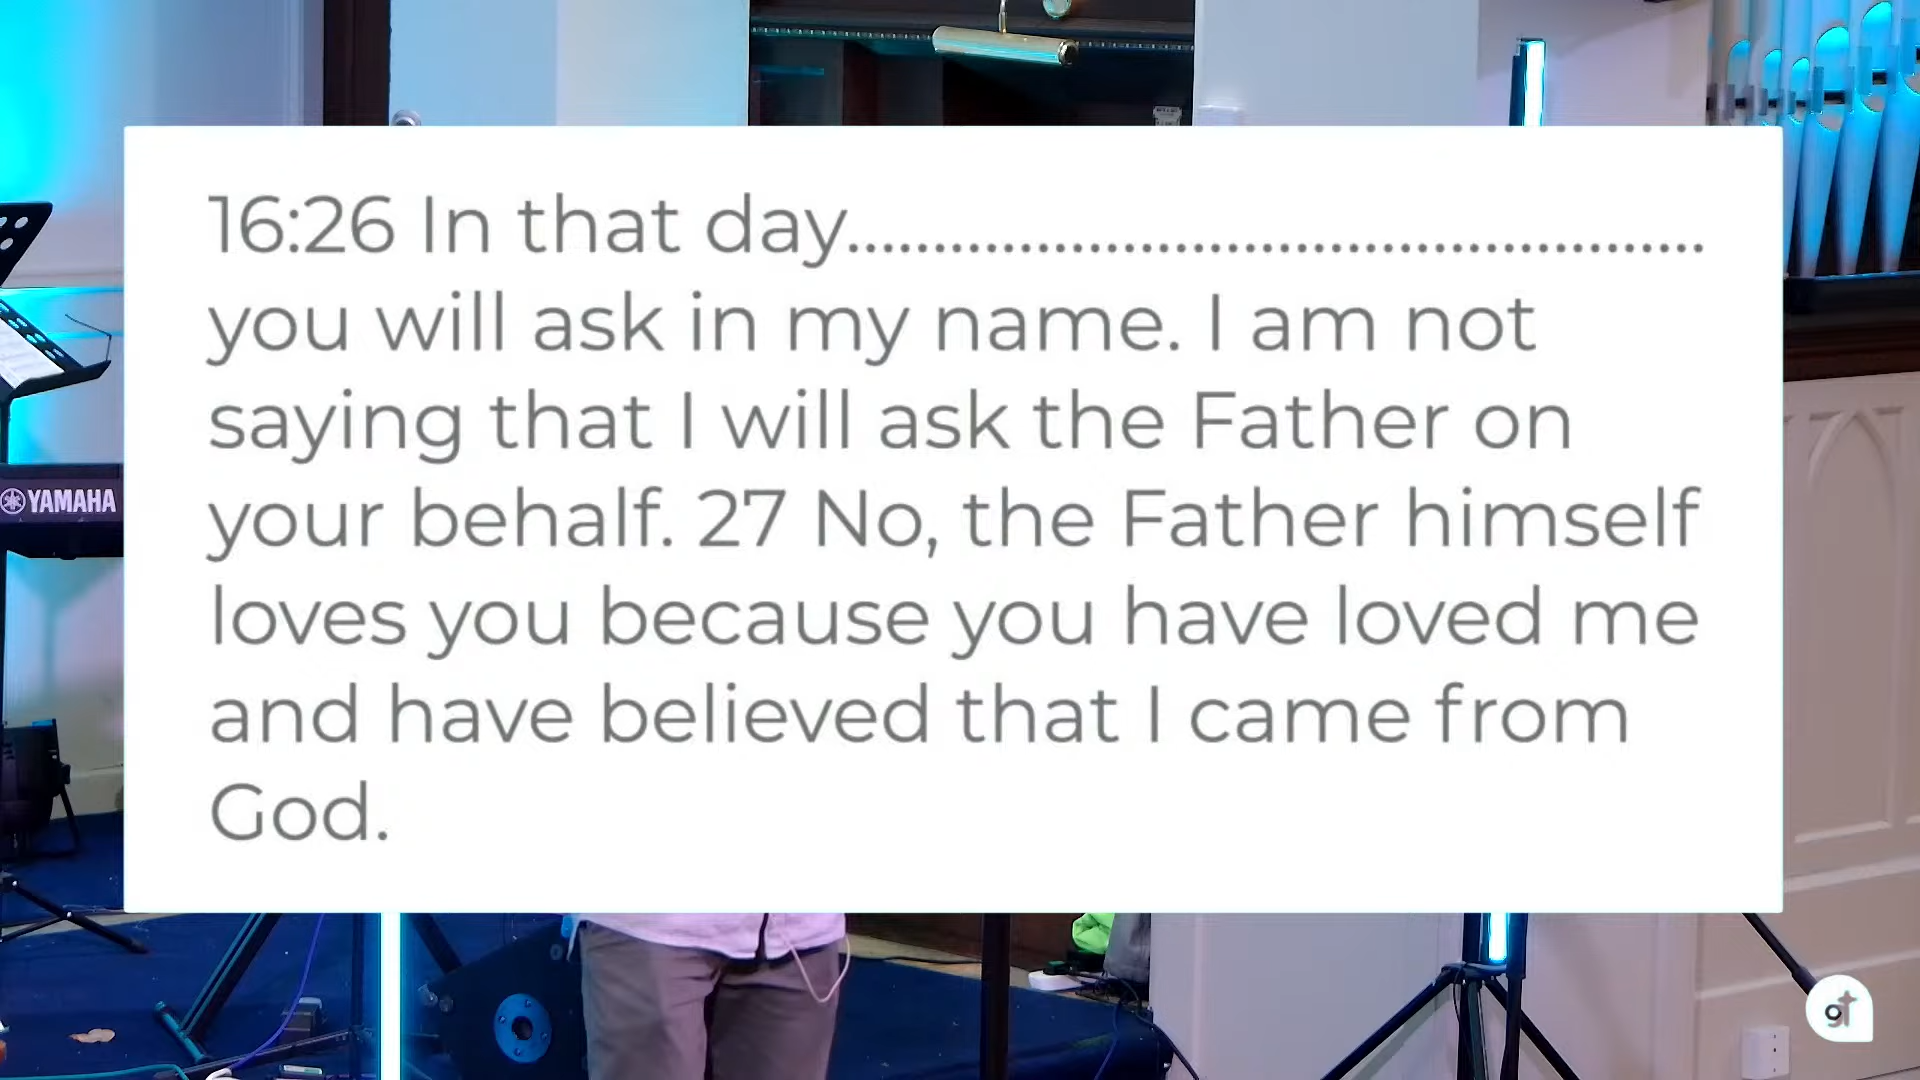 16:26 In that day..................................................
you will ask in my name. I am not
saying that I will ask the Father on
your behalf. 27 No, the Father himself
loves you because you have loved me
and have believed that I came from
God.
YAMAHA
gt